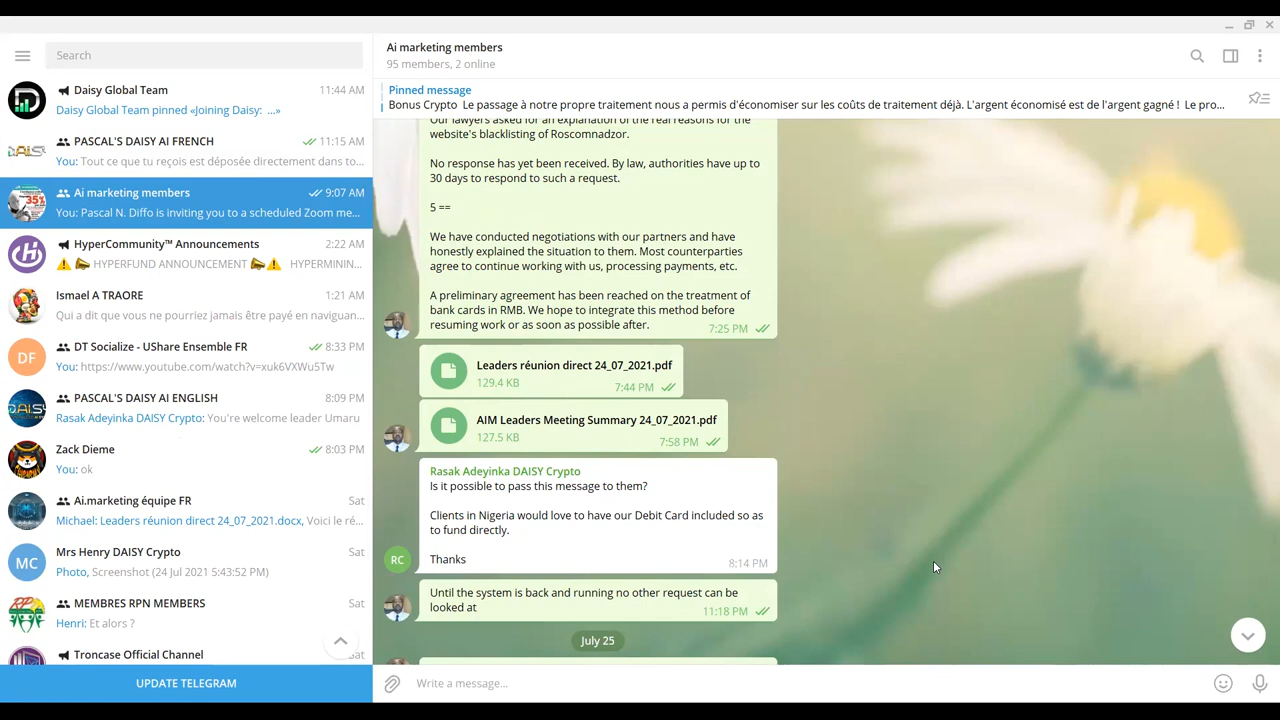 Search
Daisy Global Team 11:44 AM
Daisy Global Team pinned «Joining Daisy: ...»
PASCAL'S DAISY AI FRENCH 11:15 AM
You: Tout ce que tu reçois est déposée directement dans to...
Ai marketing members 9:07 AM
You: Pascal N. Diffo is inviting you to a scheduled Zoom me...
HyperCommunity™ Announcements 2:22 AM
⚠️ 📣 HYPERFUND ANNOUNCEMENT 📣⚠️ HYPERMININ...
Ismael A TRAORE 1:21 AM
Qui a dit que vous ne pourriez jamais être payé en naviguan...
DF
DT Socialize - UShare Ensemble FR 8:33 PM
You: https://www.youtube.com/watch?v=xuk6VXWu5Tw
PASCAL'S DAISY AI ENGLISH 8:09 PM
Rasak Adeyinka DAISY Crypto: You're welcome leader Umaru
Zack Dieme 8:03 PM
You: ok
Ai.marketing équipe FR Sat
Michael: Leaders réunion direct 24_07_2021.docx, Voici le ré...
MC
Mrs Henry DAISY Crypto Sat
Photo, Screenshot (24 Jul 2021 5:43:52 PM)
MEMBRES RPN MEMBERS Sat
Henri: Et alors ?
Troncase Official Channel Sat
UPDATE TELEGRAM
Ai marketing members
95 members, 2 online
Pinned message
Bonus Crypto Le passage à notre propre traitement nous a permis d'économiser sur les coûts de traitement déjà. L'argent économisé est de l'argent gagné ! Le pro...
Our lawyers asked for an explanation of the real reasons for the
website's blacklisting of Roscomnadzor.
No response has yet been received. By law, authorities have up to
30 days to respond to such a request.
5 ==
We have conducted negotiations with our partners and have
honestly explained the situation to them. Most counterparties
agree to continue working with us, processing payments, etc.
A preliminary agreement has been reached on the treatment of
bank cards in RMB. We hope to integrate this method before
resuming work or as soon as possible after. 7:25 PM
Leaders réunion direct 24_07_2021.pdf
129.4 KB 7:44 PM
AIM Leaders Meeting Summary 24_07_2021.pdf
127.5 KB 7:58 PM
Rasak Adeyinka DAISY Crypto
Is it possible to pass this message to them?
Clients in Nigeria would love to have our Debit Card included so as
to fund directly.
Thanks 8:14 PM
RC
Until the system is back and running no other request can be
looked at 11:18 PM
July 25
Write a message...